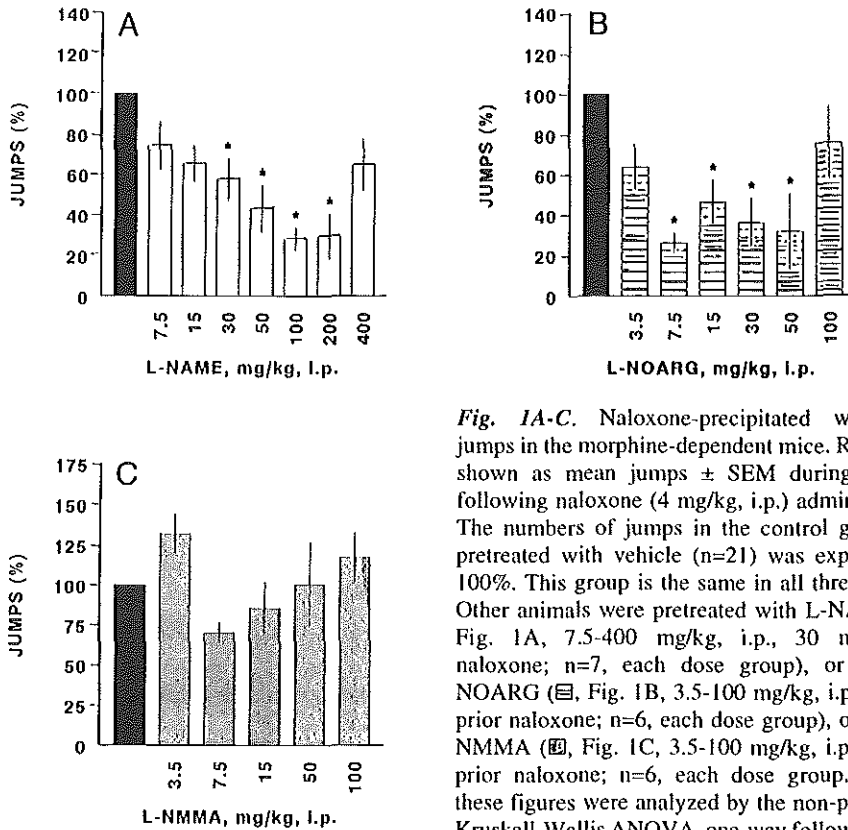 A
140
120
100
80
60
40
20
0
JUMPS (%)
* * * *
7.5 15 30 50 100 200 400
L-NAME, mg/kg, I.p.
B
140
120
100
80
60
40
20
0
JUMPS (%)
* * * *
3.5 7.5 15 30 50 100
L-NOARG, mg/kg, I.p.
C
175
150
125
100
75
50
25
0
JUMPS (%)
3.5 7.5 15 50 100
L-NMMA, mg/kg, I.p.
Fig. 1A-C. Naloxone-precipitated
jumps in the morphine-dependent mice.
shown as mean jumps ± SEM during
following naloxone (4 mg/kg, i.p.)
The numbers of jumps in the control
pretreated with vehicle (n=21) was
100%. This group is the same in all
Other animals were pretreated with
Fig. 1A, 7.5-400 mg/kg, i.p., 30
naloxone; n=7, each dose group), or
NOARG (⊟, Fig. 1B, 3.5-100 mg/kg,
prior naloxone; n=6, each dose group),
NMMA (Fig. 1C, 3.5-100 mg/kg,
prior naloxone; n=6, each dose group.
these figures were analyzed by the
Kruskall-Wallis ANOVA, one way